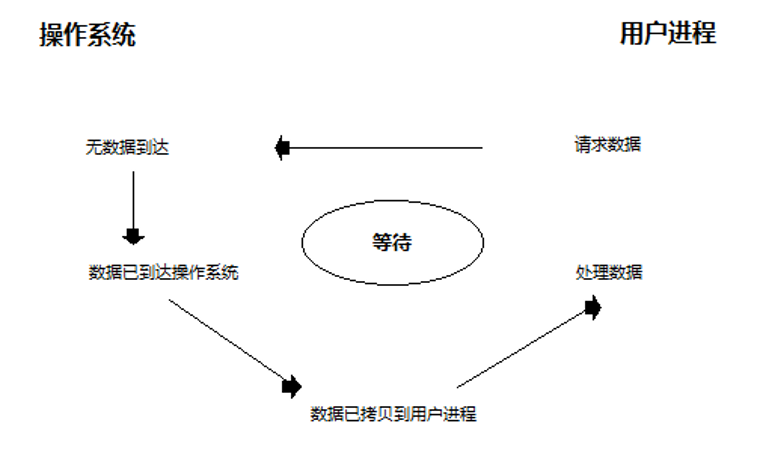 操作系统
用户进程
无数据到达
请求数据
等待
数据已到达操作系统
处理数据
数据已拷贝到用户进程